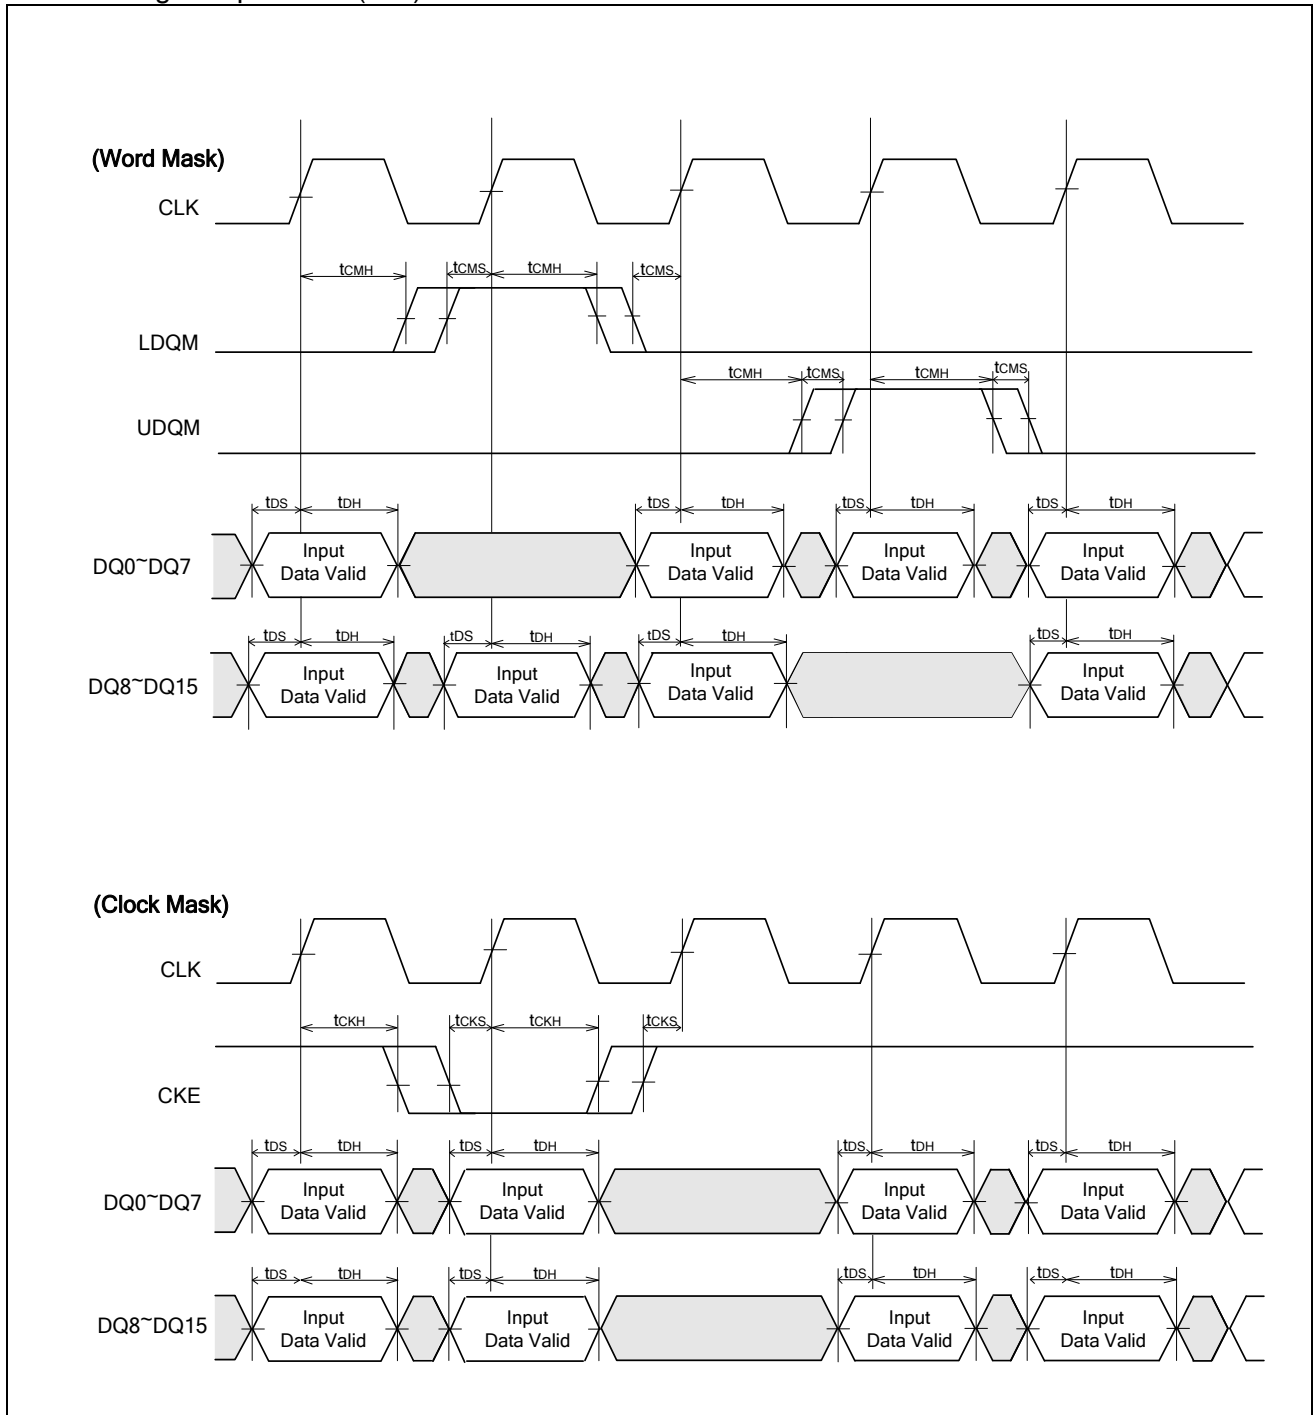 (Word Mask)
CLK
tCMH tCMS tCMH tCMS
LDQM
tCMH tCMS tCMH tCMS
UDQM
tDS tDH tDS tDH tDS tDH tDS tDH
DQ0~DQ7
Input Data Valid
Input Data Valid
Input Data Valid
Input Data Valid
tDS tDH tDS tDH tDS tDH tDS tDH
DQ8~DQ15
Input Data Valid
Input Data Valid
Input Data Valid
Input Data Valid
(Clock Mask)
CLK
tCKH tCKS tCKH tCKS
CKE
tDS tDH tDS tDH tDS tDH tDS tDH
DQ0~DQ7
Input Data Valid
Input Data Valid
Input Data Valid
Input Data Valid
tDS tDH tDS tDH tDS tDH tDS tDH
DQ8~DQ15
Input Data Valid
Input Data Valid
Input Data Valid
Input Data Valid